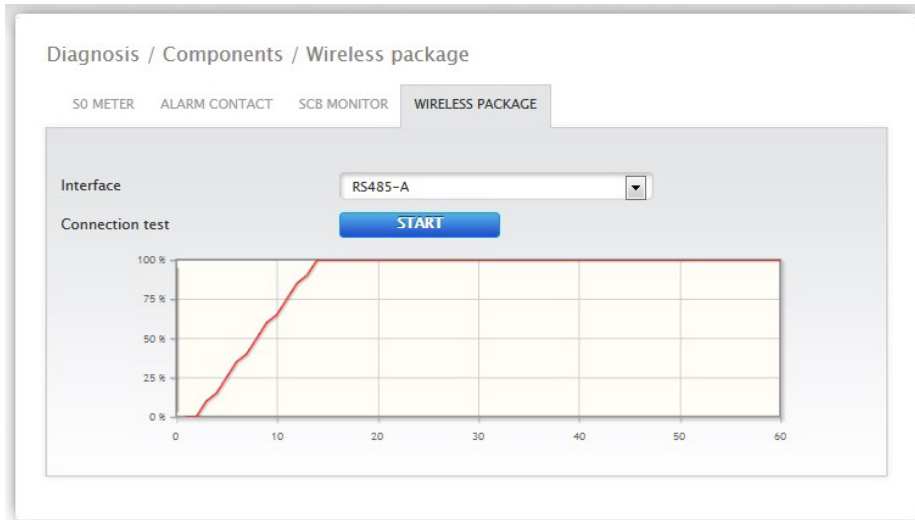 Diagnosis / Components / Wireless package
S0 METER ALARM CONTACT SCB MONITOR WIRELESS PACKAGE
Interface RS485-A
Connection test START
100 %
75 %
50 %
25 %
0 %
0 10 20 30 40 50 60